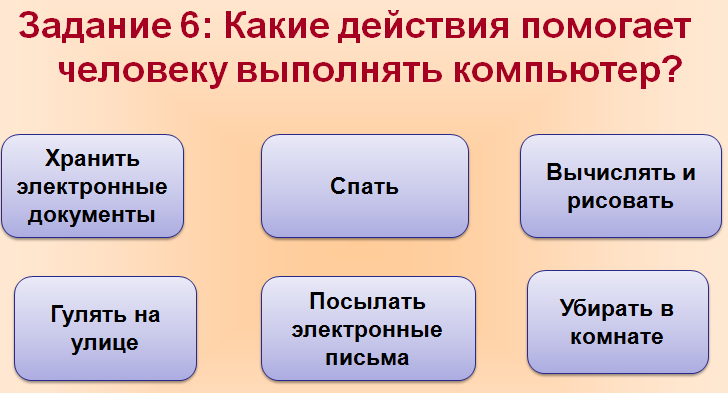 Задание 6: Какие действия помогает
человеку выполнять компьютер?
Хранить
электронные
документы
Спать
Вычислять и
рисовать
Гулять на
улице
Посылать
электронные
письма
Убирать в
комнате